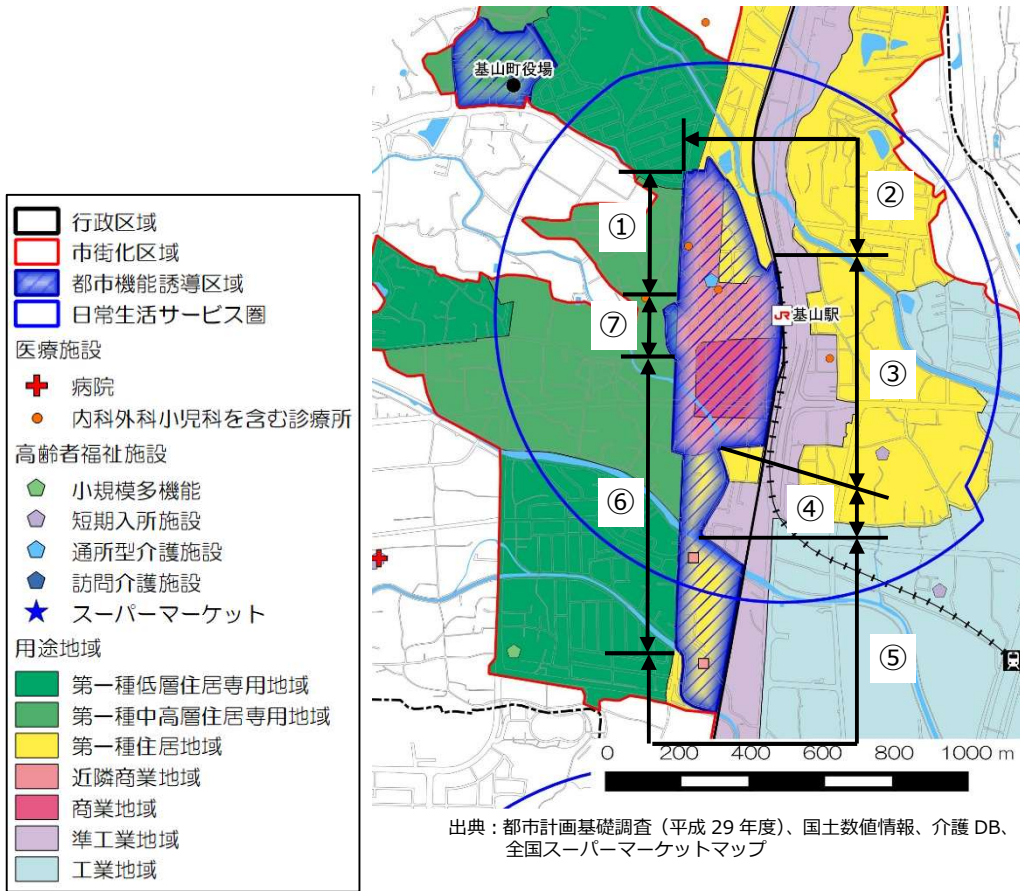 行政区域
市街化区域
都市機能誘導区域
日常生活サービス圏
医療施設
病院
内科外科小児科を含む診療所
高齢者福祉施設
小規模多機能
短期入所施設
通所型介護施設
訪問介護施設
スーパーマーケット
用途地域
第一種低層住居専用地域
第一種中高層住居専用地域
第一種住居地域
近隣商業地域
商業地域
準工業地域
工業地域
基山町役場
①
②
⑦
JR基山駅
③
⑥
④
⑤
0 200 400 600 800 1000 m
出典：都市計画基礎調査（平成 29 年度）、国土数値情報、介護 DB、
全国スーパーマーケットマップ